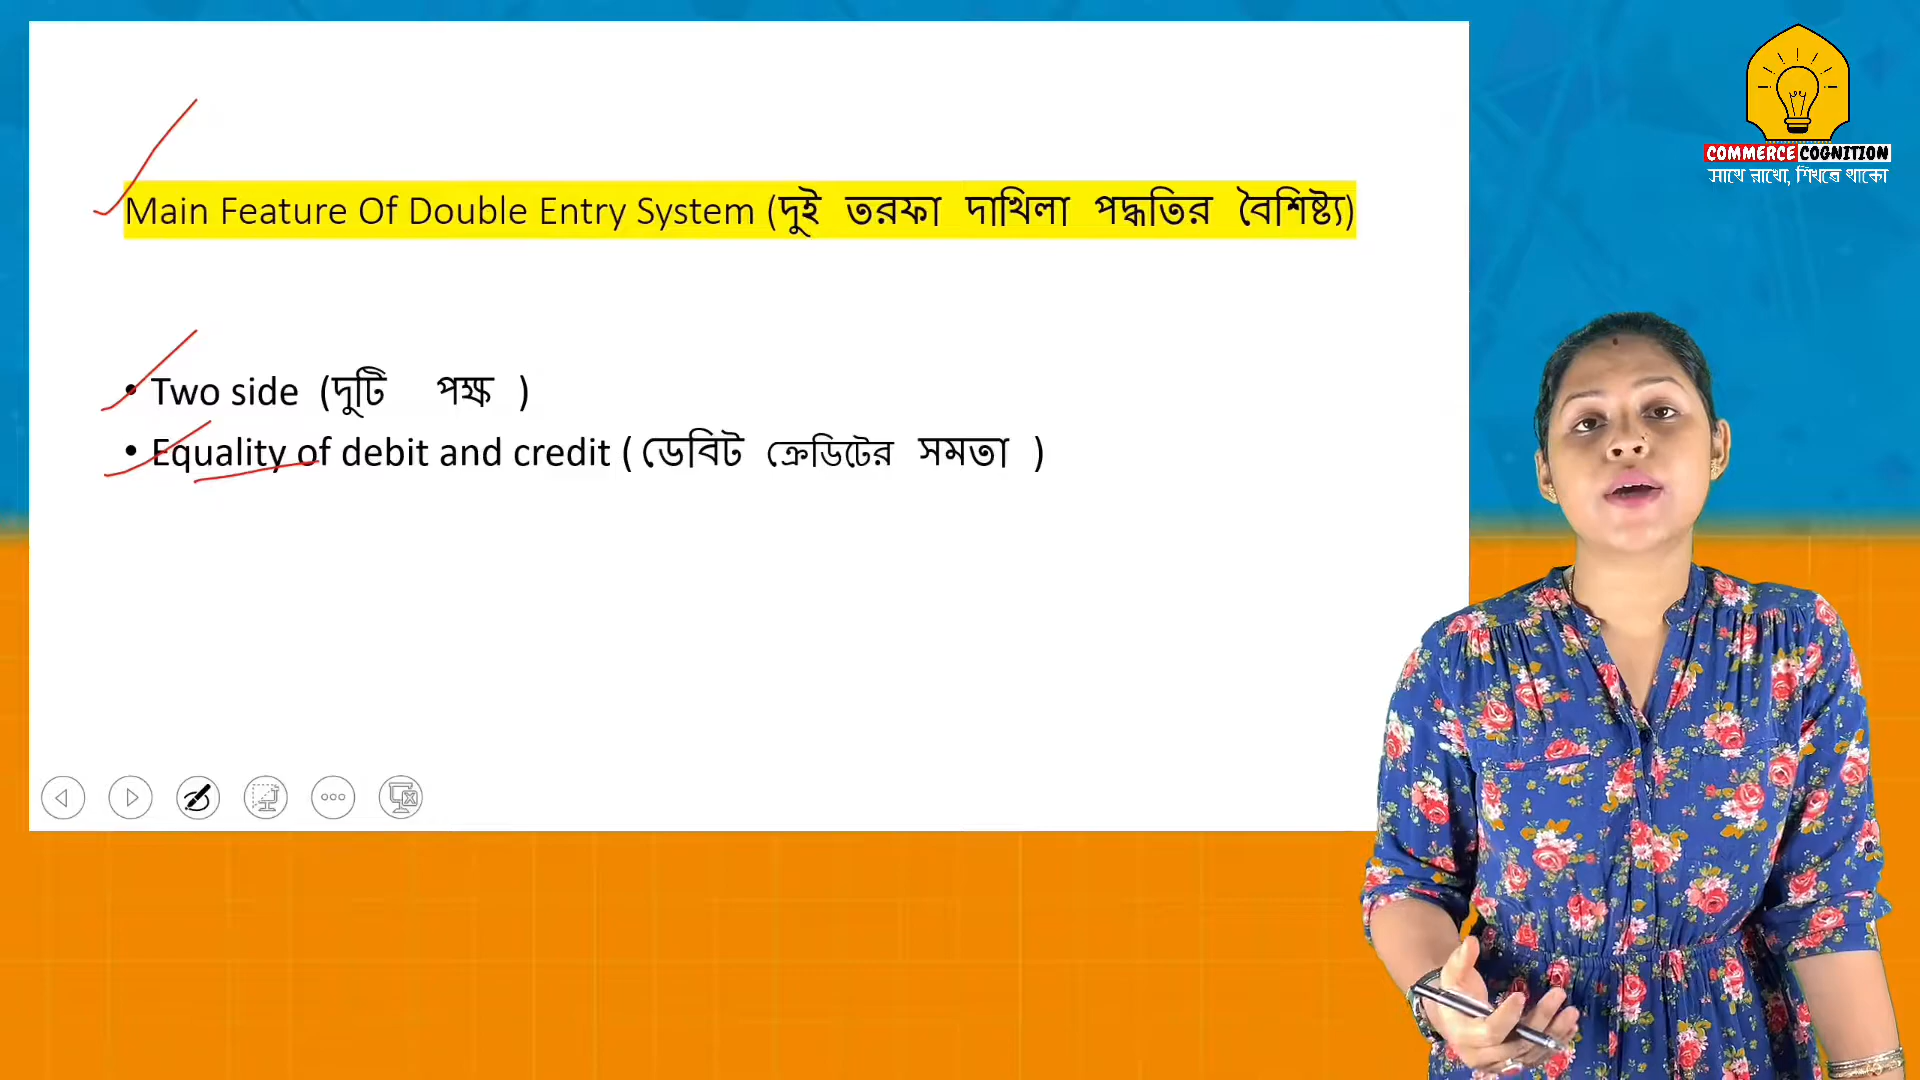 COMMERCE COGNITION
সাথে রাখো, শিখতে থাকো
Main Feature Of Double Entry System (দুই তরফা দাখিলা পদ্ধতির বৈশিষ্ট্য)
• Two side (দুটি পক্ষ )
• Equality of debit and credit ( ডেবিট ক্রেডিটের সমতা )